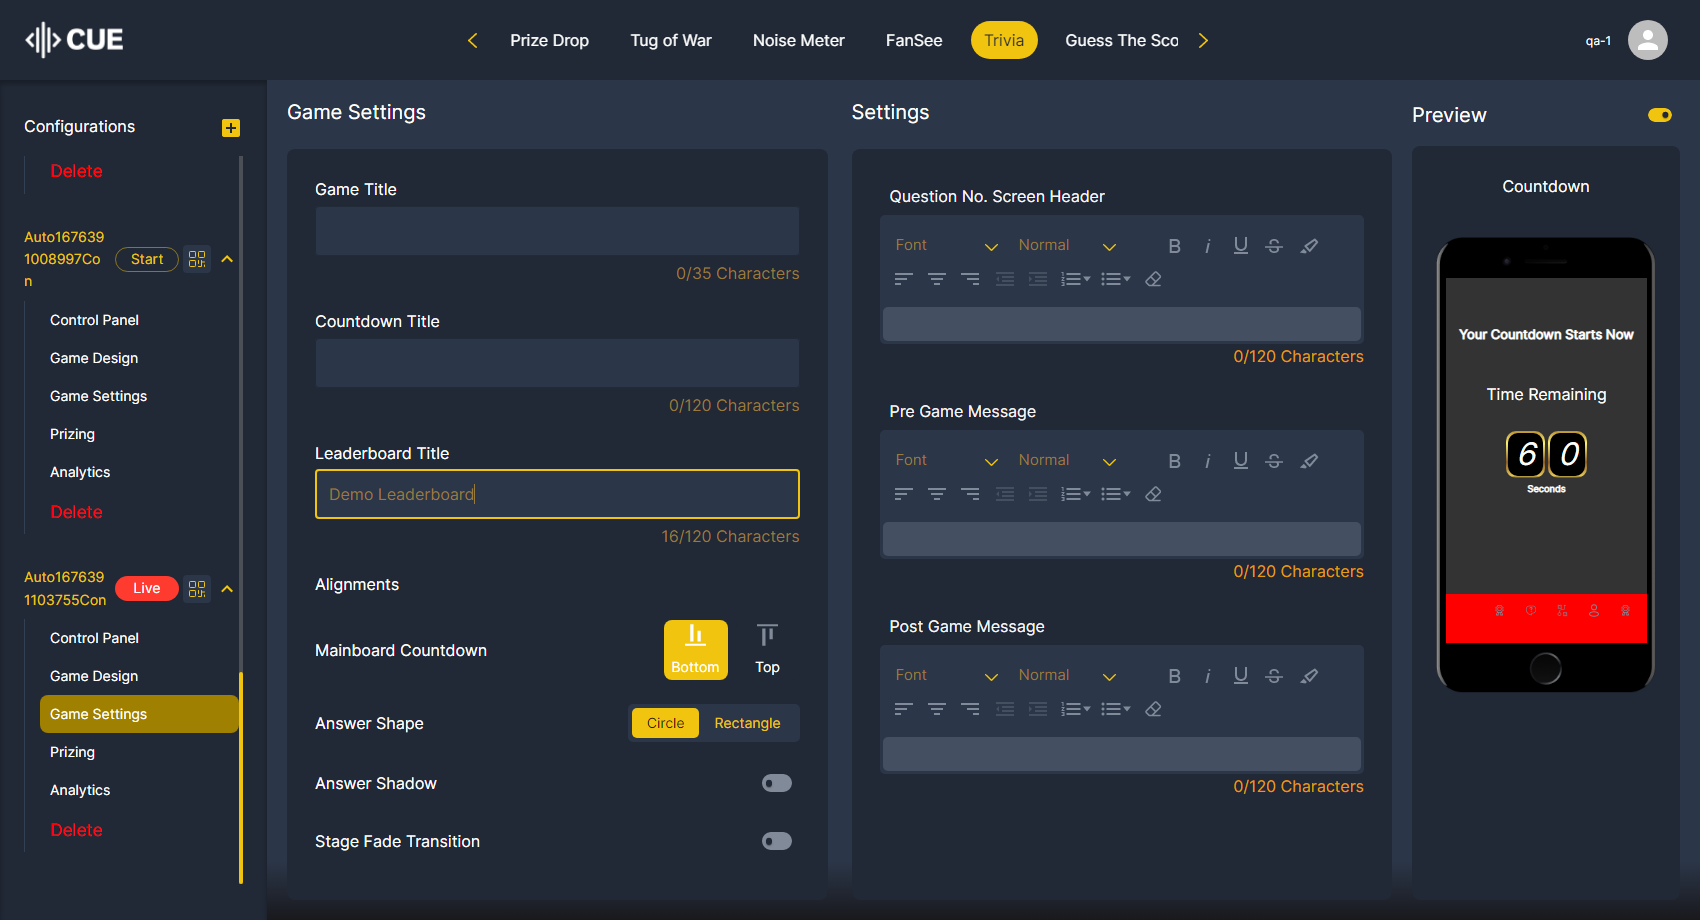 CUE
Prize Drop
Tug of War
Noise Meter
FanSee
Trivia
Guess The Sco
qa-1
Configurations
Delete
Auto167639
1008997Co
n
Start
Control Panel
Game Design
Game Settings
Prizing
Analytics
Delete
Auto167639
1103755Con
Live
Control Panel
Game Design
Game Settings
Prizing
Analytics
Delete
Game Settings
Game Title
0/35 Characters
Countdown Title
0/120 Characters
Leaderboard Title
Demo Leaderboard
16/120 Characters
Alignments
Mainboard Countdown
Bottom
Top
Answer Shape
Circle
Rectangle
Answer Shadow
Stage Fade Transition
Settings
Question No. Screen Header
Font
Normal
B i U S
0/120 Characters
Pre Game Message
Font
Normal
B i U S
0/120 Characters
Post Game Message
Font
Normal
B i U S
0/120 Characters
Preview
Countdown
Your Countdown Starts Now
Time Remaining
60
Seconds